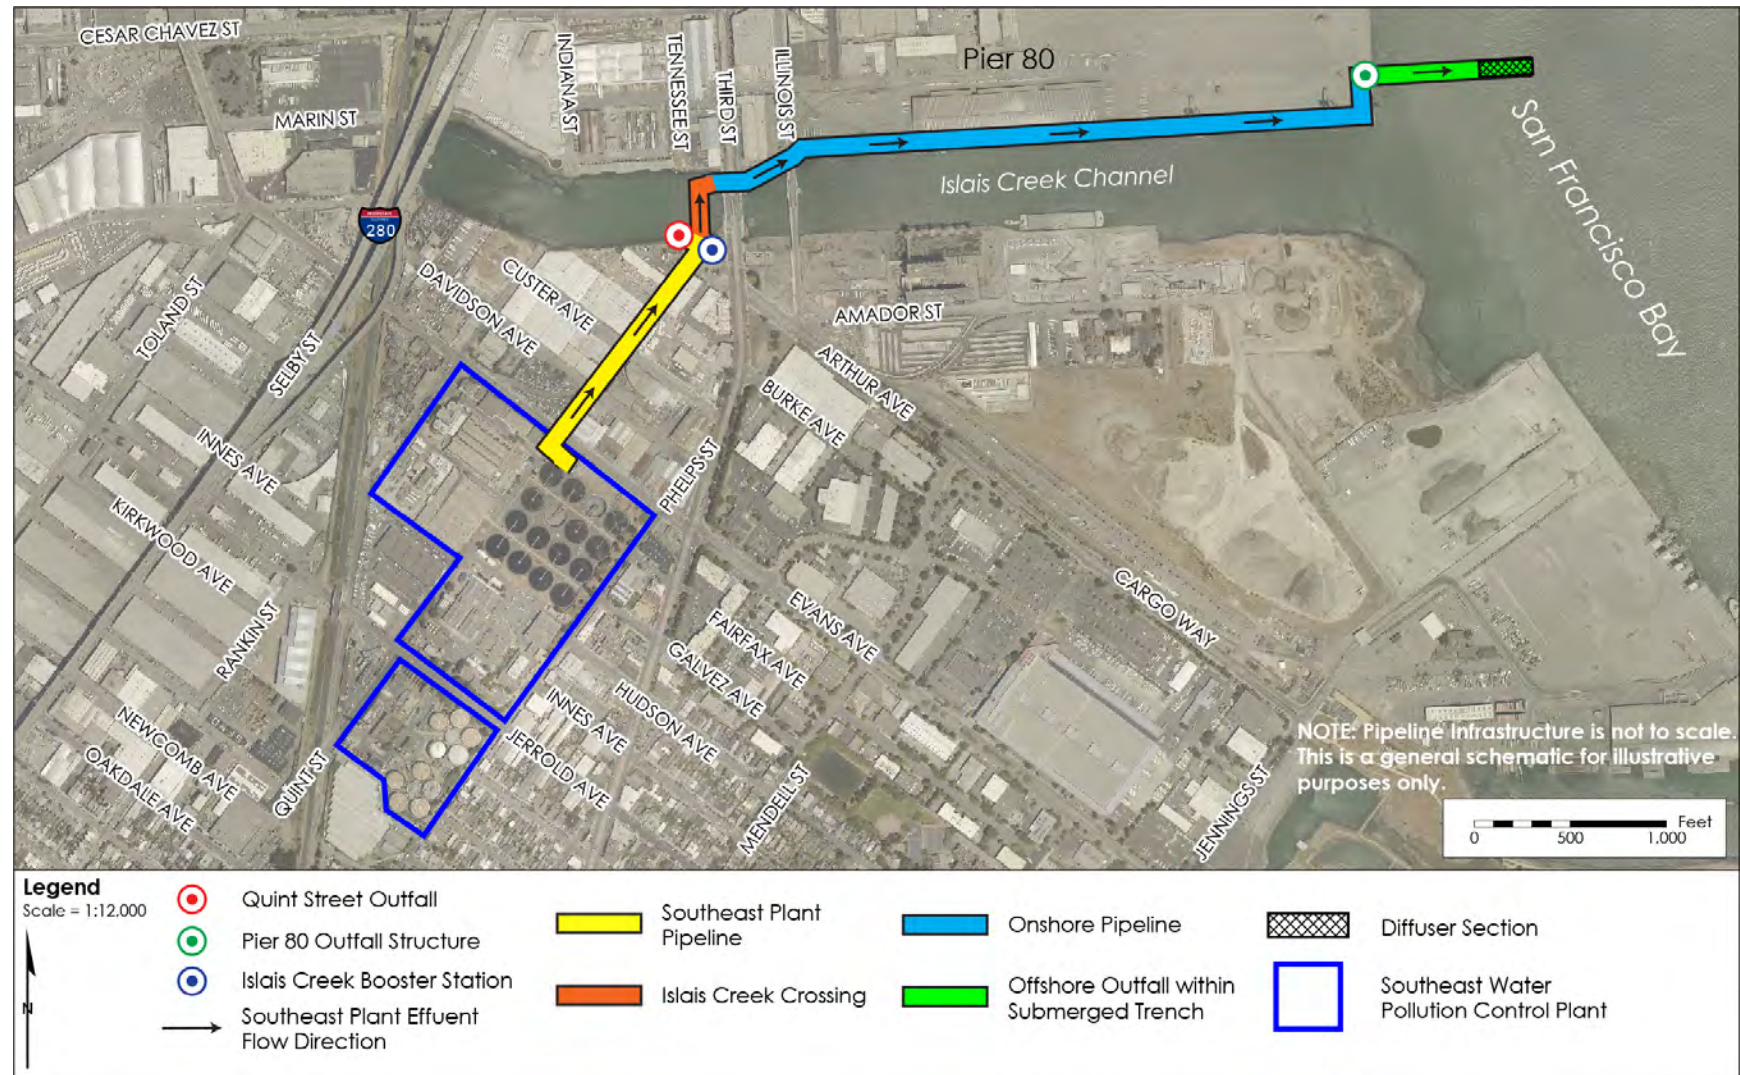 CESAR CHAVEZ ST
MARIN ST
INDIANA ST
TENNESSEE ST
THIRD ST
ILLINOIS ST
Pier 80
San Francisco Bay
Islais Creek Channel
280
TOLAND ST
SELBY ST
DAVIDSON AVE
CUSTER AVE
AMADOR ST
ARTHUR AVE
BURKE AVE
INNES AVE
KIRKWOOD AVE
RANKIN ST
PHELPS ST
CARGO WAY
EVANS AVE
FAIRFAX AVE
GALVEZ AVE
HUDSON AVE
INNES AVE
JERROLD AVE
NEWCOMB AVE
OAKDALE AVE
QUINT ST
MENDELL ST
JENNINGS ST
NOTE: Pipeline Infrastructure is not to scale.
This is a general schematic for illustrative
purposes only.
Feet
0 500 1,000
Legend
Scale = 1:12,000
N
Quint Street Outfall
Pier 80 Outfall Structure
Islais Creek Booster Station
Southeast Plant Effuent
Flow Direction
Southeast Plant
Pipeline
Islais Creek Crossing
Onshore Pipeline
Offshore Outfall within
Submerged Trench
Diffuser Section
Southeast Water
Pollution Control Plant